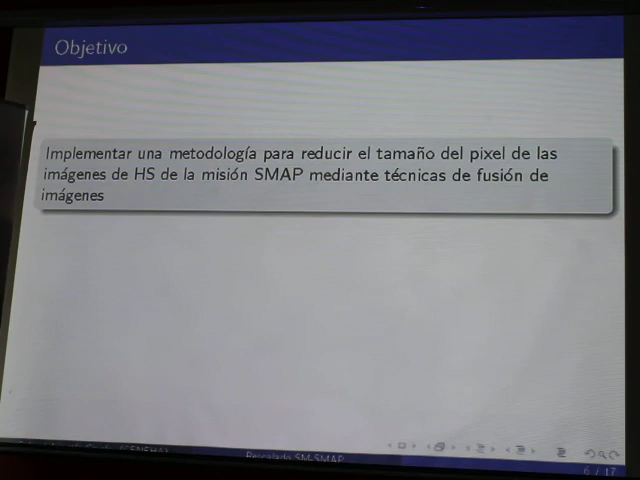 Objetivo
Implementar una metodología para reducir el tamaño del pixel de las
imágenes de HS de la misión SMAP mediante técnicas de fusión de
imágenes
Rescalado SM-SMAP
6 / 17